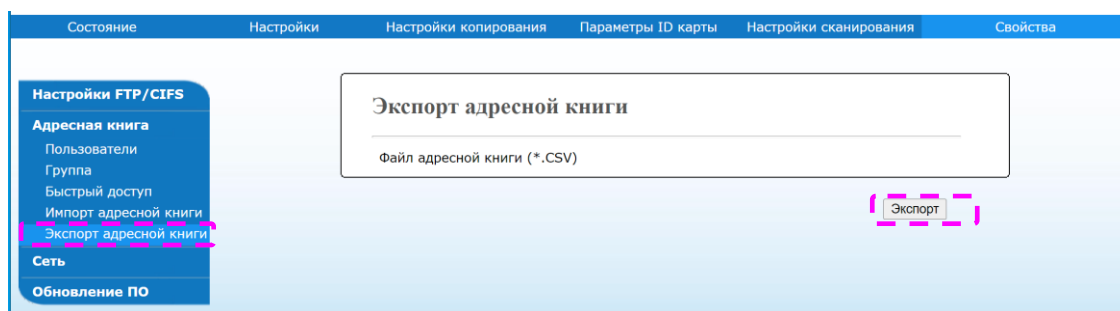 Состояние Настройки Настройки копирования Параметры ID карты Настройки сканирования Свойства
Настройки FTP/CIFS
Адресная книга
Пользователи
Группа
Быстрый доступ
Импорт адресной книги
Экспорт адресной книги
Сеть
Обновление ПО
Экспорт адресной книги
Файл адресной книги (*.CSV)
Экспорт